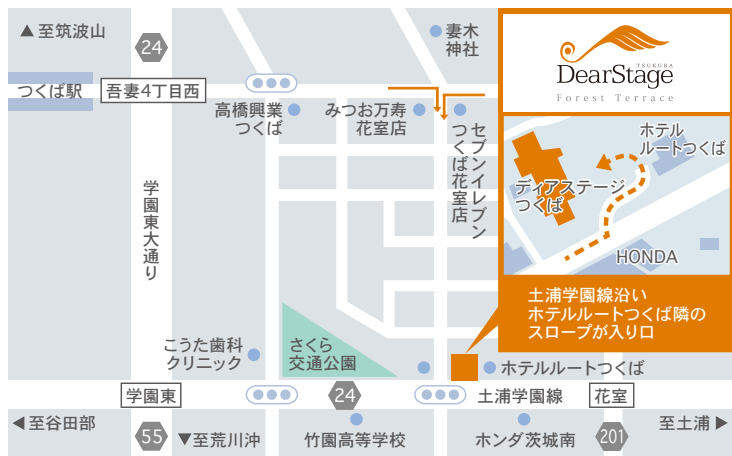 ▲至筑波山
24
つくば駅
吾妻4丁目西
妻木
神社
高橋興業
つくば
みつお万寿
花室店
セブンイレブン
つくば花室店
学園東大通り
TSUKUBA
DearStage
Forest Terrace
ホテル
ルートつくば
ディアステージ
つくば
HONDA
土浦学園線沿い
ホテルルートつくば隣の
スロープが入り口
こうた歯科
クリニック
さくら
交通公園
ホテルルートつくば
学園東
24
土浦学園線
花室
◀至谷田部
55
▼至荒川沖
竹園高等学校
ホンダ茨城南
201
至土浦▶